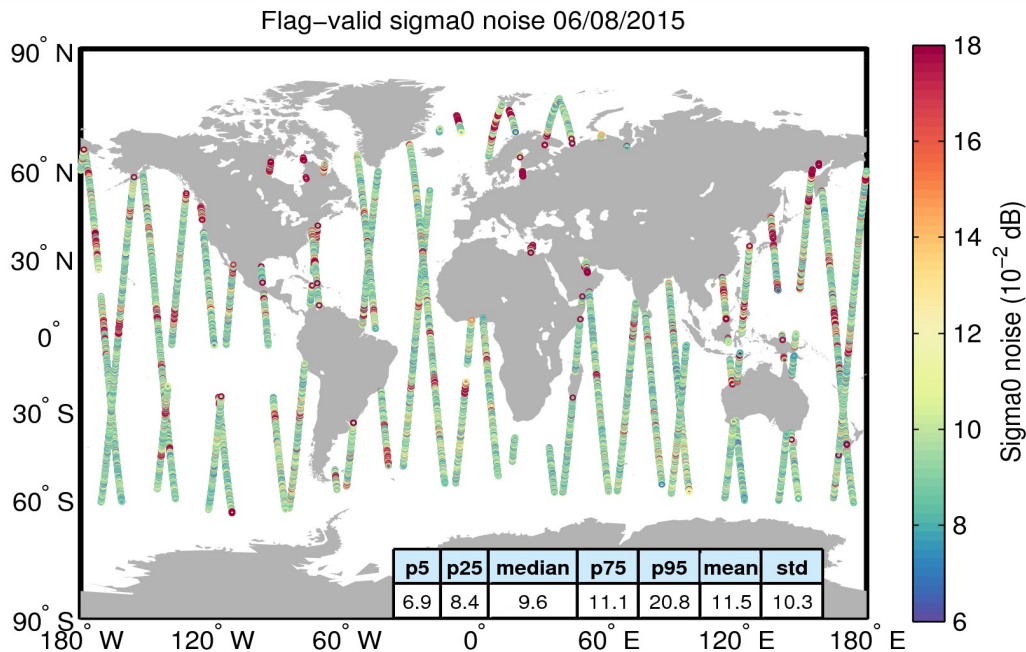 Flag−valid sigma0 noise 06/08/2015
90° N
60° N
30° N
0°
30° S
60° S
90° S
180° W
120° W
60° W
0°
60° E
120° E
180° E
p5 p25 median p75 p95 mean std
6.9 8.4 9.6 11.1 20.8 11.5 10.3
18
16
14
12
10
8
6
Sigma0 noise (10⁻² dB)